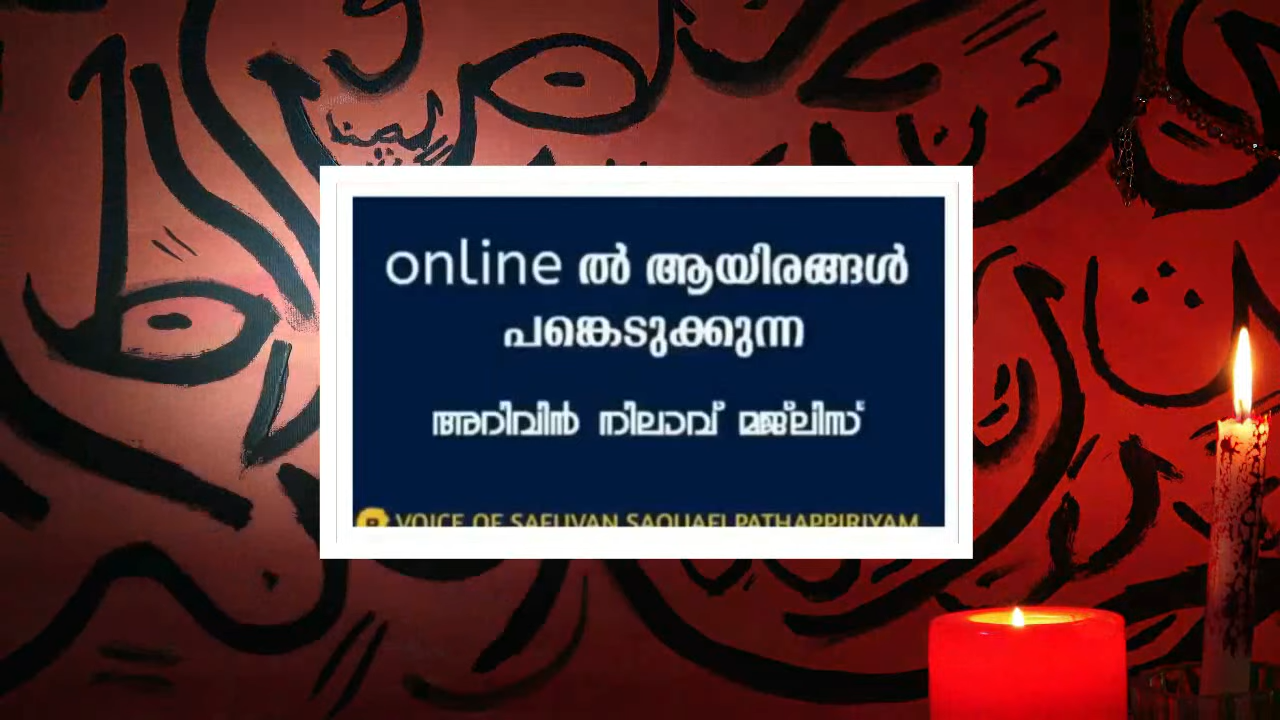 online ൽ ആയിരങ്ങൾ
പങ്കെടുക്കുന്ന
അറിവിൻ നിലാവ് മജ്ലിസ്
VOICE OF SAFUVAN SAQUAFI PATHAPPIRIYAM